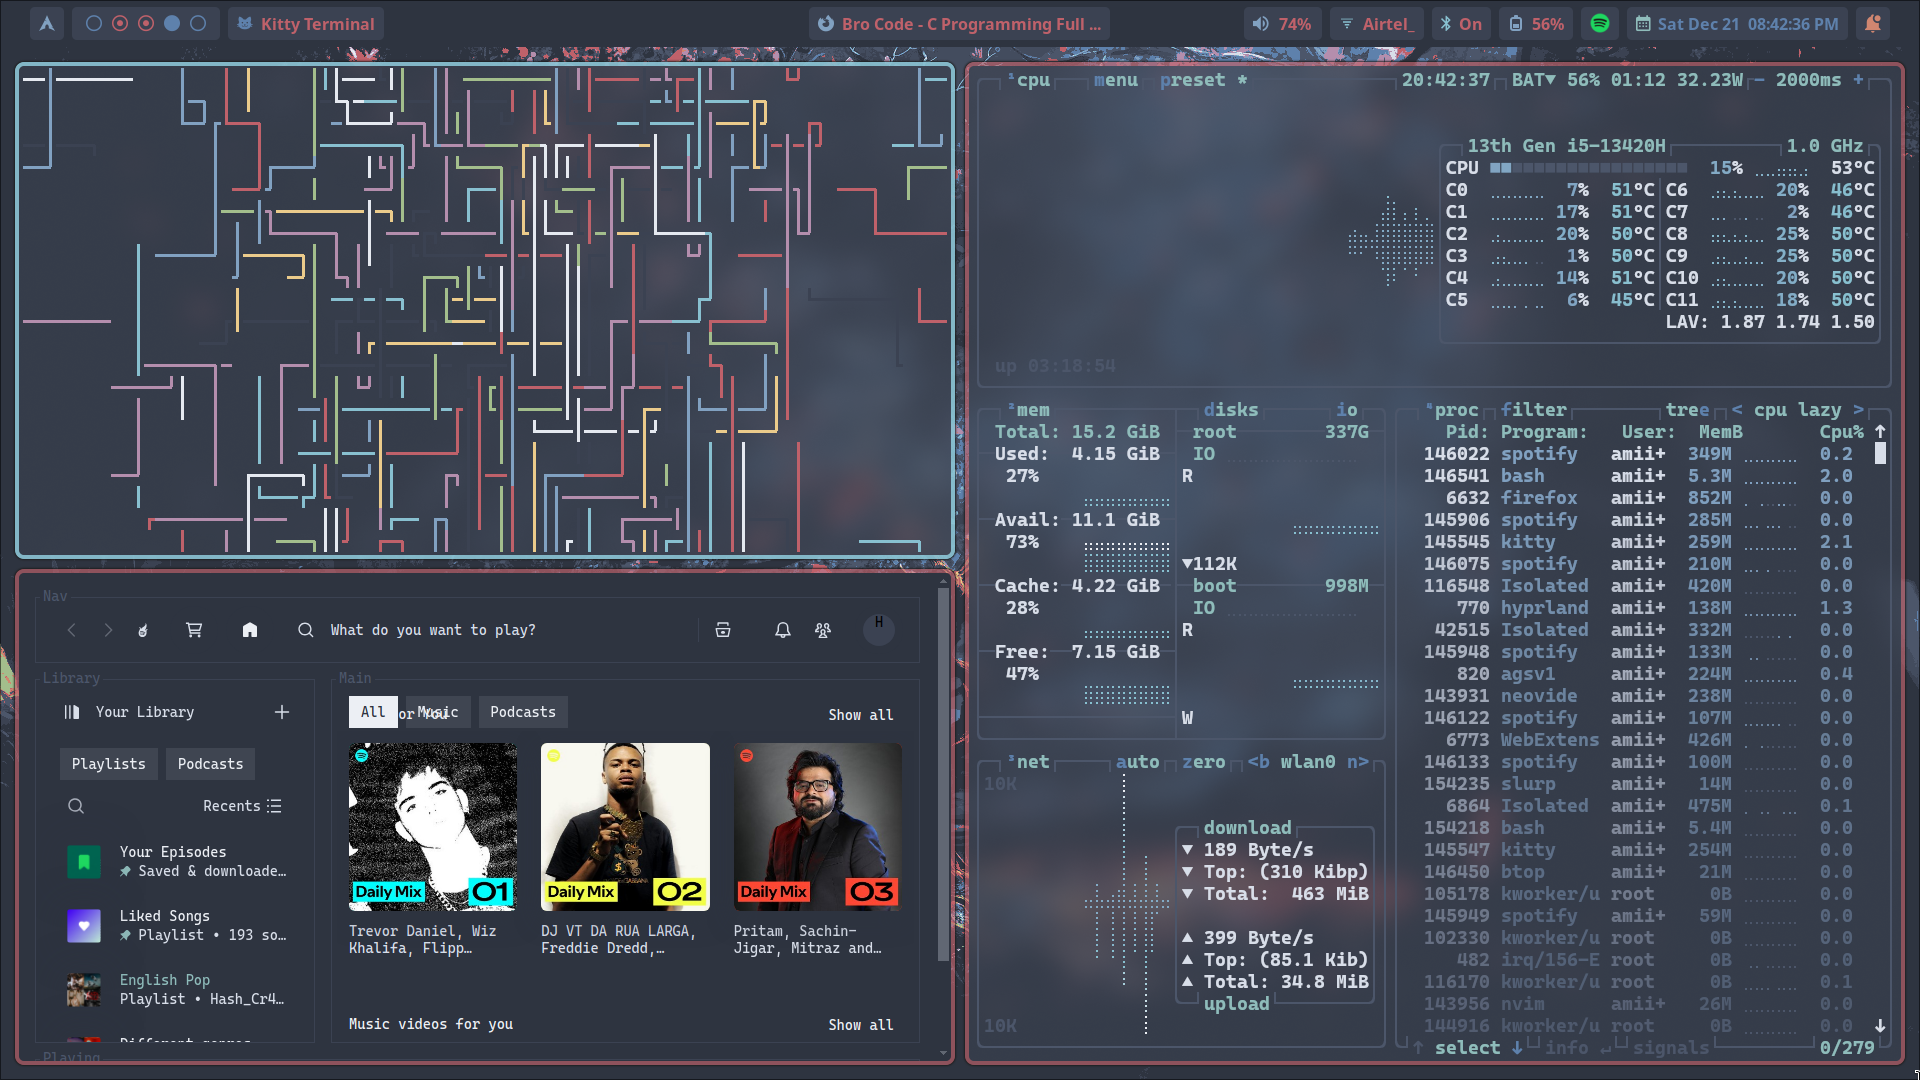 Kitty Terminal
Bro Code - C Programming Full ...
74%
Airtel_
On
56%
Sat Dec 21 08:42:36 PM
¹cpu menu preset * 20:42:37 BAT▼ 56% 01:12 32.23W - 2000ms +
13th Gen i5-13420H 1.0 GHz
CPU 15% 53°C
C0 7% 51°C C6 20% 46°C
C1 17% 51°C C7 2% 46°C
C2 20% 50°C C8 25% 50°C
C3 1% 50°C C9 25% 50°C
C4 14% 51°C C10 20% 50°C
C5 6% 45°C C11 18% 50°C
LAV: 1.87 1.74 1.50
up 03:18:54
²mem disks io
Total: 15.2 GiB root 337G
Used: 4.15 GiB IO
27% R
Avail: 11.1 GiB
73%
▼112K
Cache: 4.22 GiB boot 998M
28% IO
R
Free: 7.15 GiB
47%
W
³net auto zero <b wlan0 n>
10K
download
▼ 189 Byte/s
▼ Top: (310 Kibp)
▼ Total: 463 MiB
▲ 399 Byte/s
▲ Top: (85.1 Kib)
▲ Total: 34.8 MiB
upload
10K
⁴proc filter tree < cpu lazy >
Pid: Program: User: MemB Cpu% ↑
146022 spotify amii+ 349M 0.2
146541 bash amii+ 5.3M 2.0
6632 firefox amii+ 852M 0.0
145906 spotify amii+ 285M 0.0
145545 kitty amii+ 259M 2.1
146075 spotify amii+ 210M 0.0
116548 Isolated amii+ 420M 0.0
770 hyprland amii+ 138M 1.3
42515 Isolated amii+ 332M 0.0
145948 spotify amii+ 133M 0.0
820 agsv1 amii+ 224M 0.4
143931 neovide amii+ 238M 0.0
146122 spotify amii+ 107M 0.0
6773 WebExtens amii+ 426M 0.0
146133 spotify amii+ 100M 0.0
154235 slurp amii+ 14M 0.0
6864 Isolated amii+ 475M 0.1
154218 bash amii+ 5.4M 0.0
145547 kitty amii+ 254M 0.0
146450 btop amii+ 21M 0.0
105178 kworker/u root 0B 0.0
145949 spotify amii+ 59M 0.0
102330 kworker/u root 0B 0.0
482 irq/156-E root 0B 0.0
116170 kworker/u root 0B 0.1
143956 nvim amii+ 26M 0.0
144916 kworker/u root 0B 0.0 ↓
↑ select ↓ info ↵ signals 0/279
Nav
What do you want to play?
H
Library
Your Library
Playlists Podcasts
Recents
Your Episodes
Saved & downloade…
Liked Songs
Playlist • 193 so…
English Pop
Playlist • Hash_Cr4…
Different genres
Playing
Main
All Music Podcasts
or You
Show all
Daily Mix 01
Daily Mix 02
Daily Mix 03
Trevor Daniel, Wiz
Khalifa, Flipp…
DJ VT DA RUA LARGA,
Freddie Dredd,…
Pritam, Sachin-
Jigar, Mitraz and…
Music videos for you
Show all